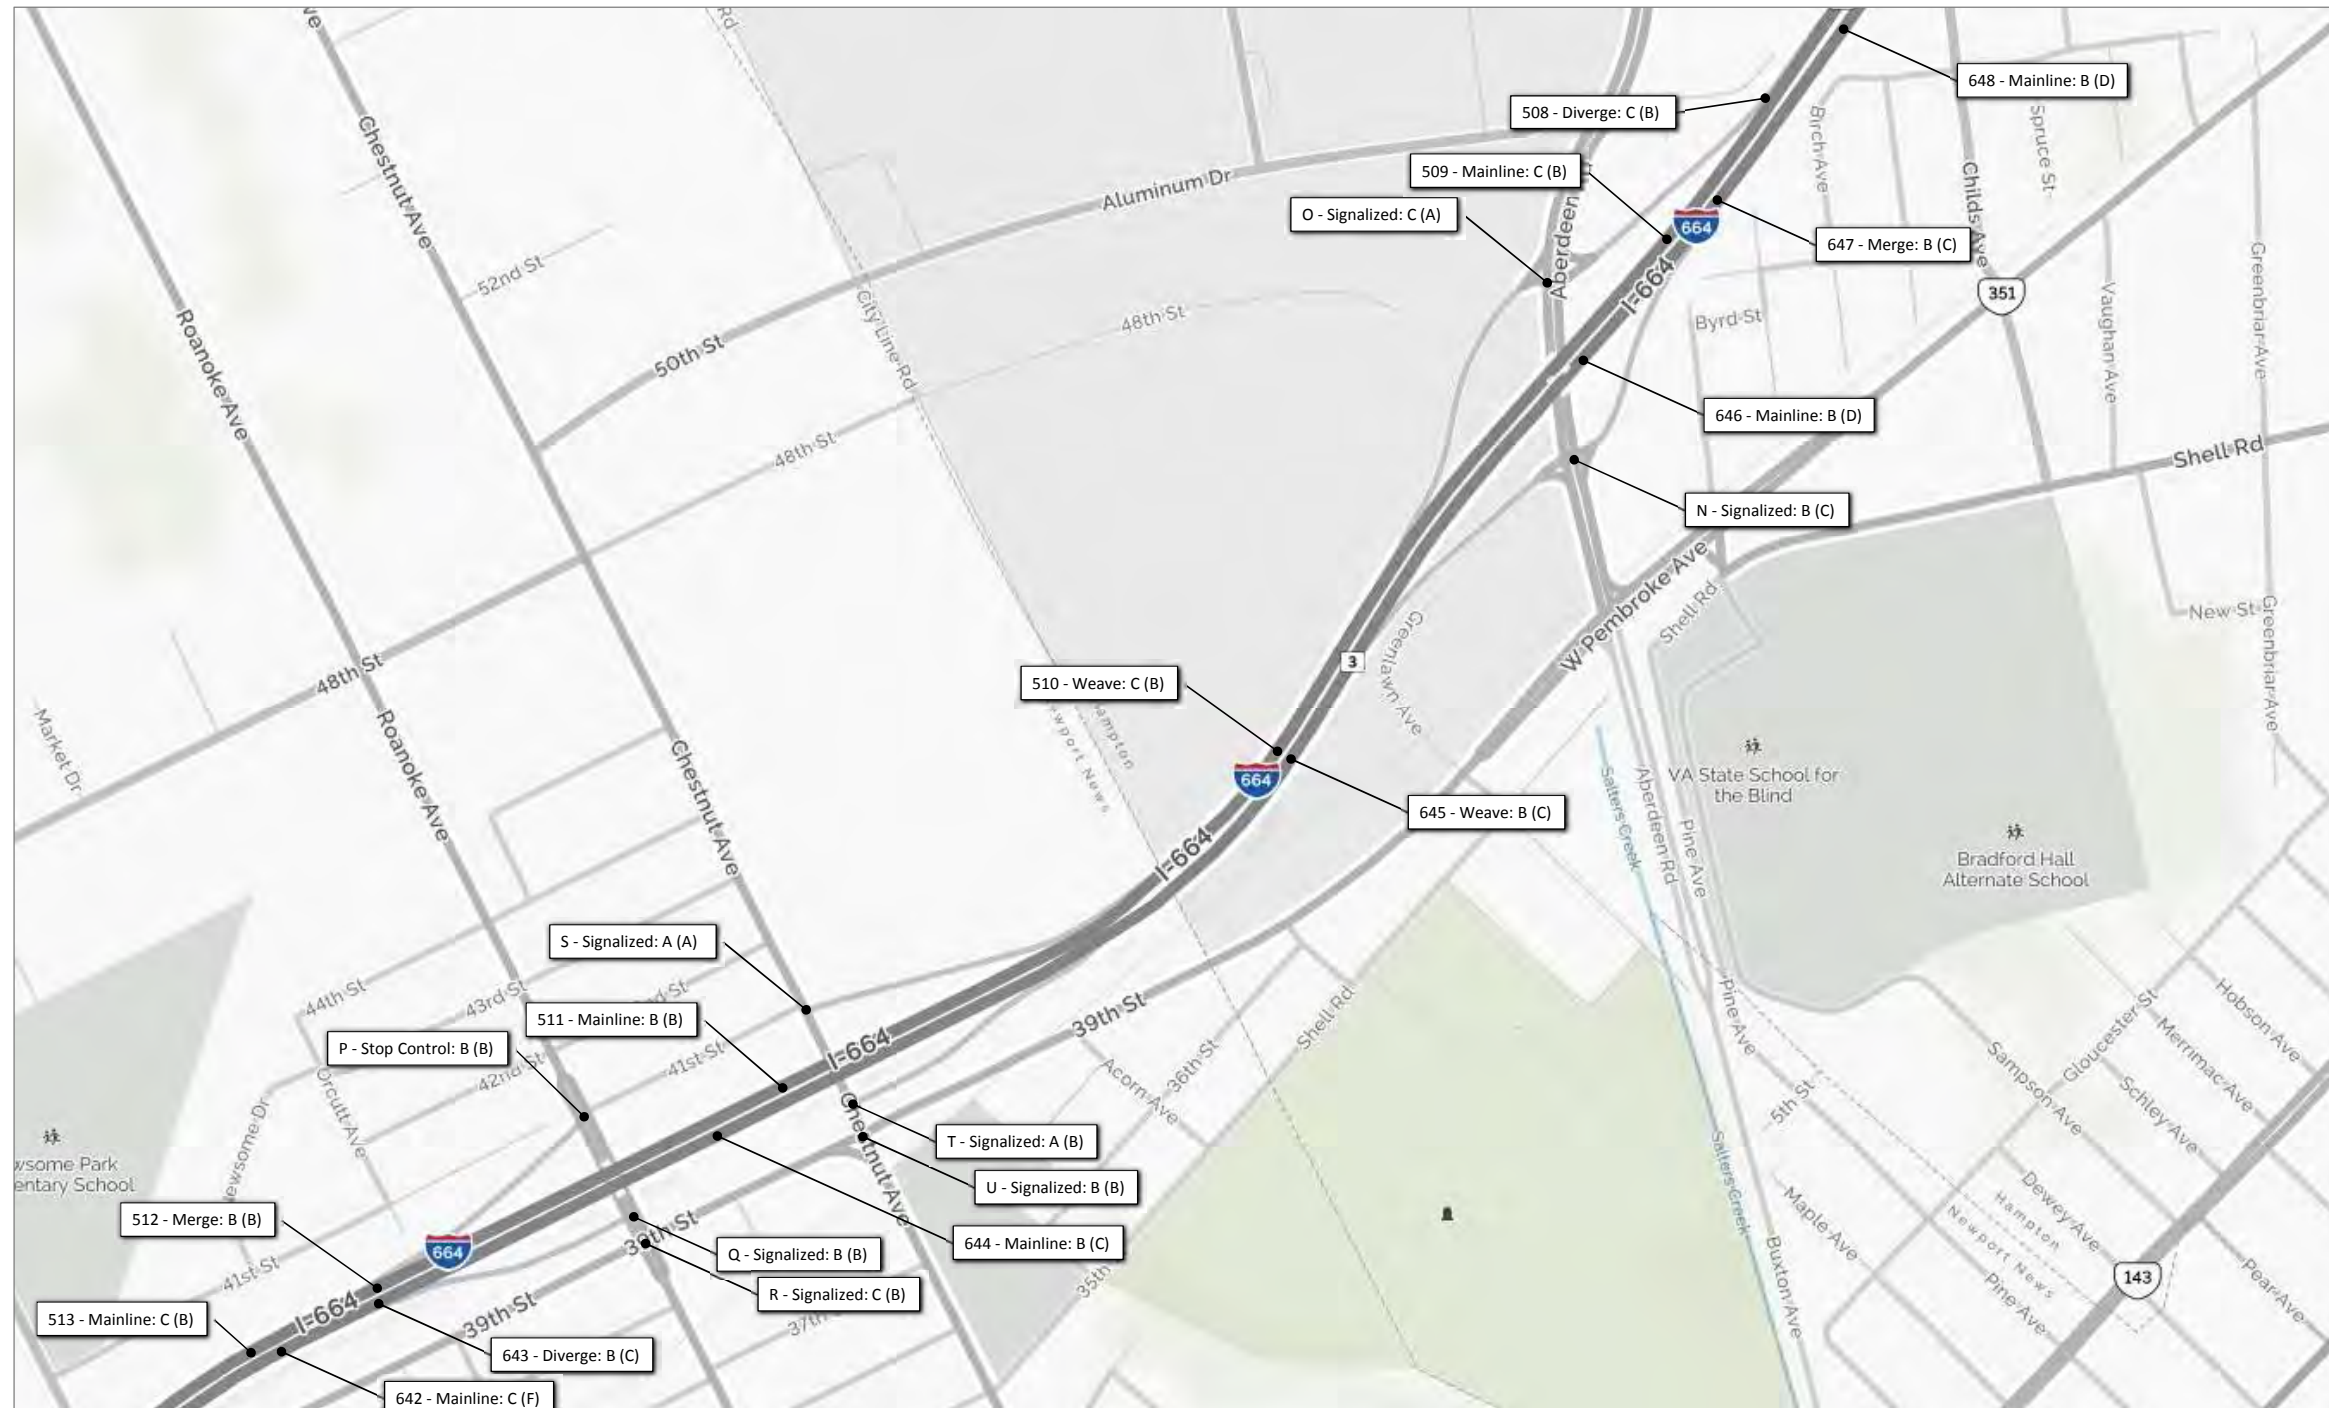 648 - Mainline: B (D)
508 - Diverge: C (B)
509 - Mainline: C (B)
O - Signalized: C (A)
647 - Merge: B (C)
646 - Mainline: B (D)
N - Signalized: B (C)
510 - Weave: C (B)
645 - Weave: B (C)
S - Signalized: A (A)
511 - Mainline: B (B)
P - Stop Control: B (B)
T - Signalized: A (B)
U - Signalized: B (B)
644 - Mainline: B (C)
Q - Signalized: B (B)
R - Signalized: C (B)
512 - Merge: B (B)
513 - Mainline: C (B)
643 - Diverge: B (C)
642 - Mainline: C (F)
Chestnut Ave
Roanoke Ave
52nd St
50th St
Aluminum Dr
City Line Rd
Rd
48th St
48th St
48th St
Aberdeen
I-664
664
Birch Ave
Spruce St
Childs Ave
351
Byrd St
Vaughan Ave
Greenbriar Ave
Shell Rd
W Pembroke Ave
Shell Rd
New St
Greenbriar Ave
Market Dr
Roanoke Ave
Chestnut Ave
3
Greenlawn Ave
664
I-664
VA State School for
the Blind
Bradford Hall
Alternate School
Salters Creek
Aberdeen Rd
Pine Ave
44th St
43rd St
42nd St
41st St
Orcutt Ave
I-664
39th St
Chestnut Ave
Acorn Ave
36th St
Shell Rd
35th
Pine Ave
5th St
Salters Creek
Buxton Ave
Maple Ave
Pine Ave
Sampson Ave
Gloucester St
Hobson Ave
Merrimac Ave
Schley Ave
Dewey Ave
Hampton
Newport News
Pear Ave
143
wsome Park
entary School
ewsome Dr
41st St
664
I-664
39th St
39th St
37th